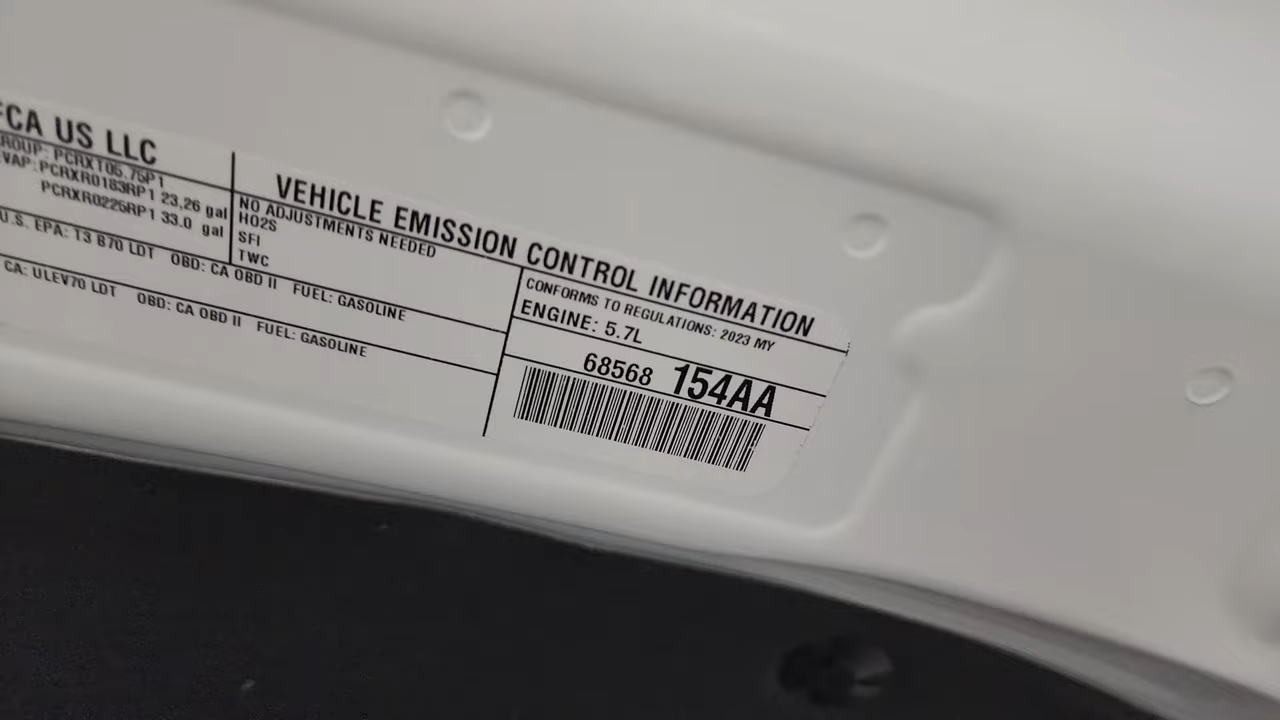 FCA US LLC
GROUP: PCRXT05.75P1
EVAP: PCRXR0183RP1 23,26 gal
PCRXR0225RP1 33.0 gal
VEHICLE EMISSION CONTROL INFORMATION
NO ADJUSTMENTS NEEDED
HO2S
SFI
TWC
U.S. EPA: T3 B70 LDT OBD: CA OBD II FUEL: GASOLINE
CA: ULEV70 LDT OBD: CA OBD II FUEL: GASOLINE
CONFORMS TO REGULATIONS: 2023 MY
ENGINE: 5.7L
68568 154AA